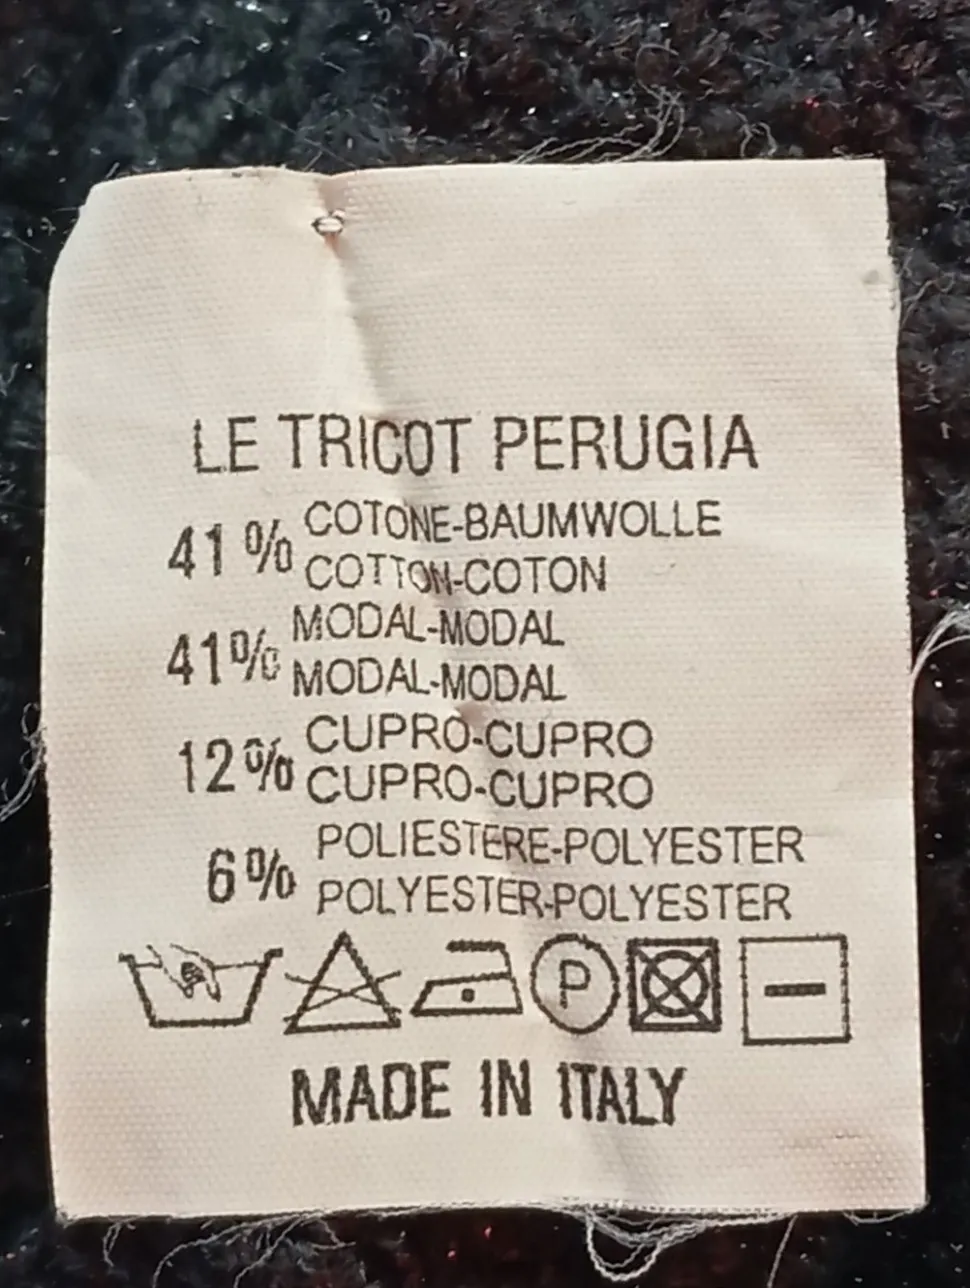 LE TRICOT PERUGIA
41% COTONE-BAUMWOLLE
COTTON-COTON
41% MODAL-MODAL
MODAL-MODAL
12% CUPRO-CUPRO
CUPRO-CUPRO
6% POLIESTERE-POLYESTER
POLYESTER-POLYESTER
P
MADE IN ITALY